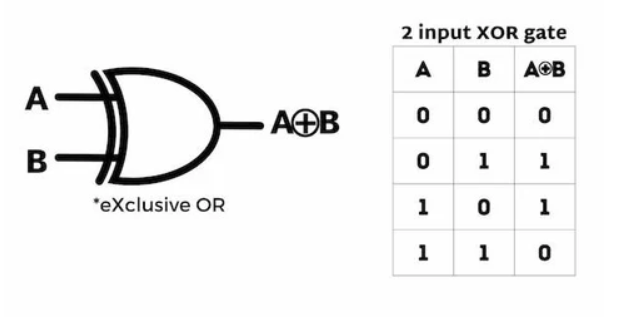 A
B
A⊕B
*eXclusive OR
2 input XOR gate
A B A⊕B
0 0 0
0 1 1
1 0 1
1 1 0